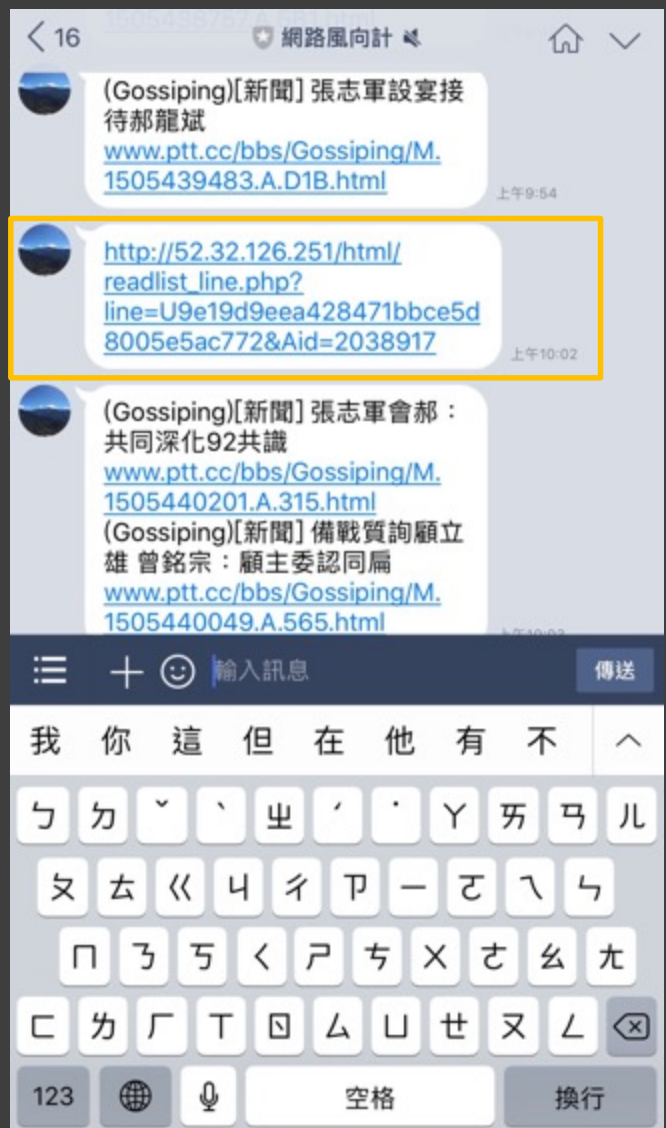 16
網路風向計
(Gossiping)[新聞] 張志軍設宴接
待郝龍斌
www.ptt.cc/bbs/Gossiping/M.
1505439483.A.D1B.html
上午9:54
http://52.32.126.251/html/
readlist_line.php?
line=U9e19d9eea428471bbce5d
8005e5ac772&Aid=2038917
上午10:02
(Gossiping)[新聞] 張志軍會郝：
共同深化92共識
www.ptt.cc/bbs/Gossiping/M.
1505440201.A.315.html
(Gossiping)[新聞] 備戰質詢顧立
雄 曾銘宗：顧主委認同扁
www.ptt.cc/bbs/Gossiping/M.
1505440049.A.565.html
輸入訊息
傳送
我 你 這 但 在 他 有 不
ㄅ ㄉ ˇ ˋ ㄓ ˊ ˙ ㄚ ㄞ ㄢ ㄦ
ㄆ ㄊ ㄍ ㄐ ㄔ ㄗ ㄧ ㄛ ㄟ ㄣ
ㄇ ㄋ ㄎ ㄑ ㄕ ㄘ ㄨ ㄜ ㄠ ㄤ
ㄈ ㄌ ㄏ ㄒ ㄖ ㄙ ㄩ ㄝ ㄡ ㄥ
123 空格 換行